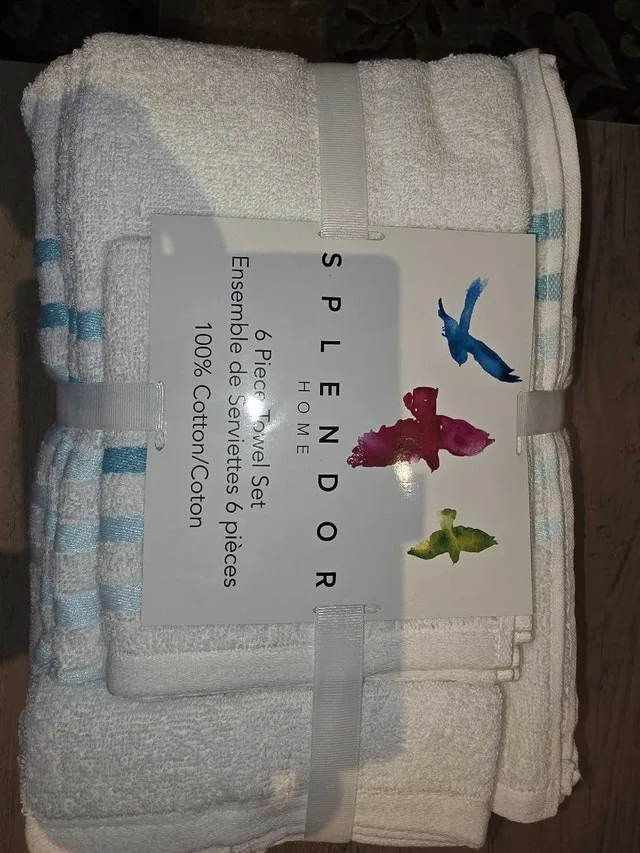 SPLENDOR
HOME
6 Piece Towel Set
Ensemble de Serviettes 6 pièces
100% Cotton/Coton